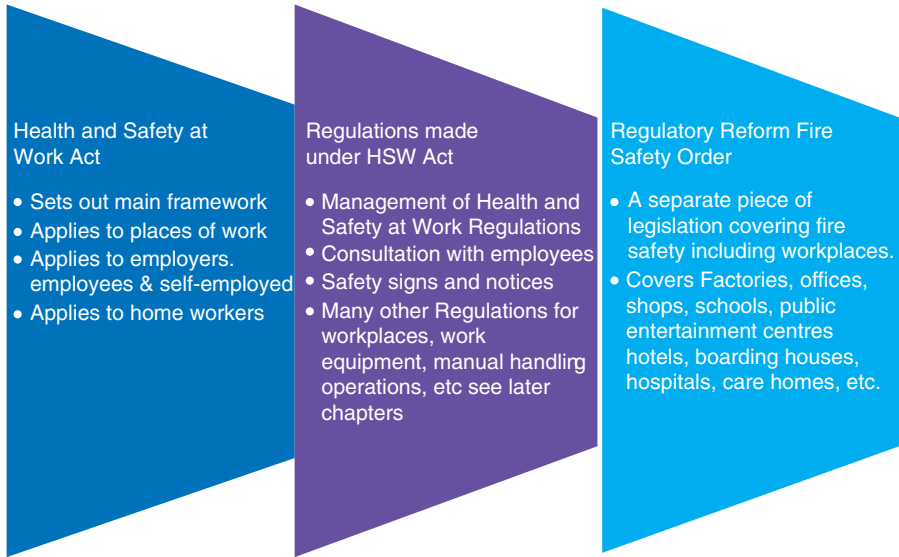 Health and Safety at
Work Act
• Sets out main framework
• Applies to places of work
• Applies to employers.
employees & self-employed
• Applies to home workers
Regulations made
under HSW Act
• Management of Health and
Safety at Work Regulations
• Consultation with employees
• Safety signs and notices
• Many other Regulations for
workplaces, work
equipment, manual handling
operations, etc see later
chapters
Regulatory Reform Fire
Safety Order
• A separate piece of
legislation covering fire
safety including workplaces.
• Covers Factories, offices,
shops, schools, public
entertainment centres
hotels, boarding houses,
hospitals, care homes, etc.